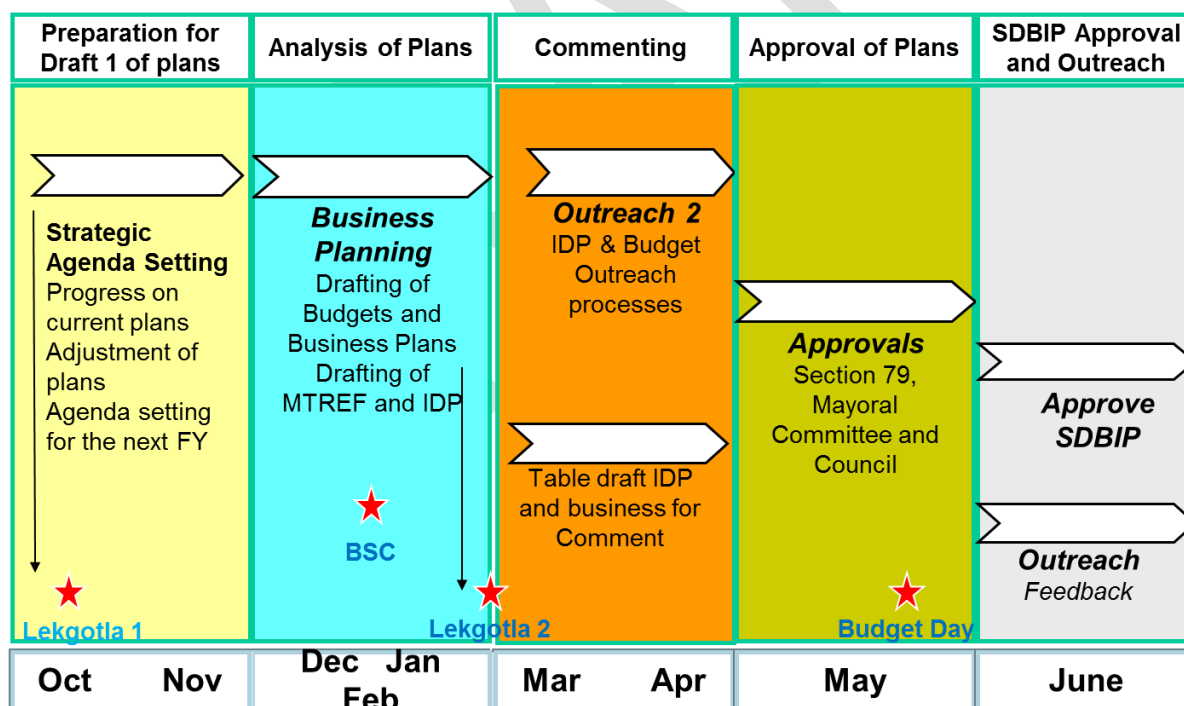 Preparation for
Draft 1 of plans
Analysis of Plans
Commenting
Approval of Plans
SDBIP Approval
and Outreach
Strategic
Agenda Setting
Progress on
current plans
Adjustment of
plans
Agenda setting
for the next FY
Lekgotla 1
Business
Planning
Drafting of
Budgets and
Business Plans
Drafting of
MTREF and IDP
BSC
Lekgotla 2
Outreach 2
IDP & Budget
Outreach
processes
Table draft IDP
and business for
Comment
Approvals
Section 79,
Mayoral
Committee and
Council
Budget Day
Approve
SDBIP
Outreach
Feedback
Oct Nov
Dec Jan
Feb
Mar Apr
May
June